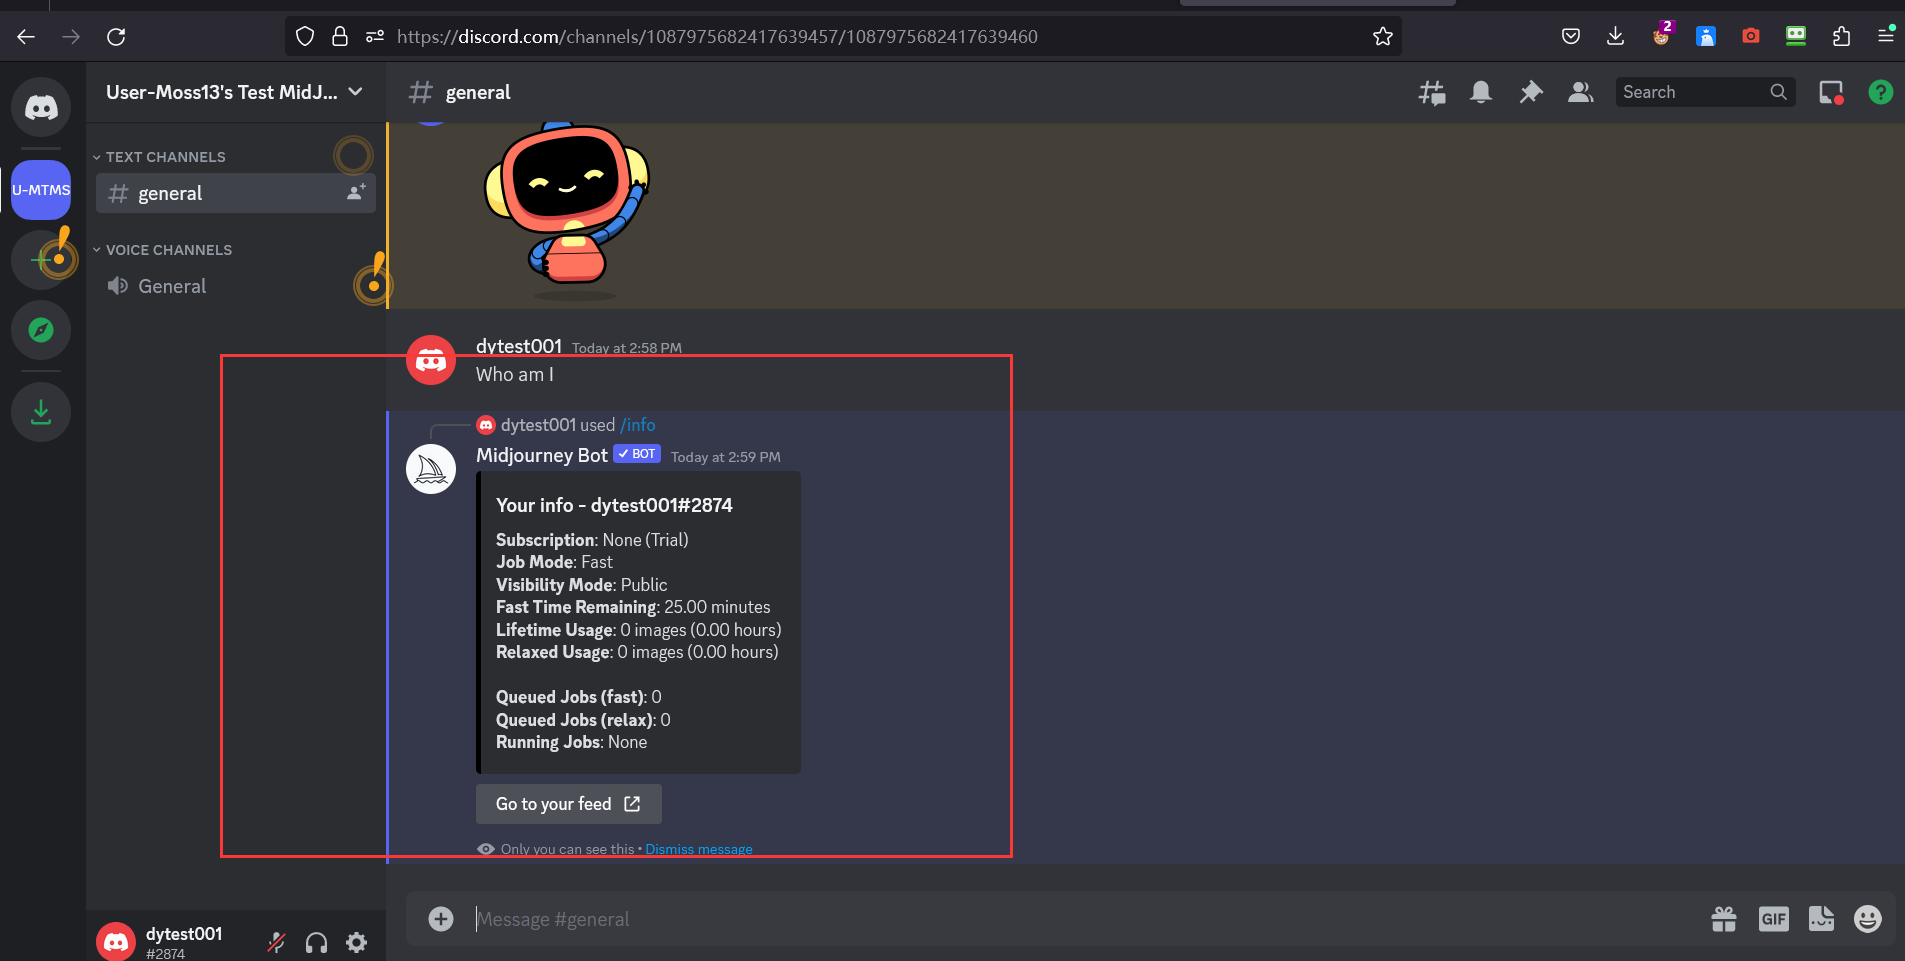 https://discord.com/channels/1087975682417639457/1087975682417639460
2
User-Moss13's Test MidJ...
general
Search
TEXT CHANNELS
U-MTMS
general
VOICE CHANNELS
General
dytest001 Today at 2:58 PM
Who am I
dytest001 used /info
Midjourney Bot BOT Today at 2:59 PM
Your info - dytest001#2874
Subscription: None (Trial)
Job Mode: Fast
Visibility Mode: Public
Fast Time Remaining: 25.00 minutes
Lifetime Usage: 0 images (0.00 hours)
Relaxed Usage: 0 images (0.00 hours)
Queued Jobs (fast): 0
Queued Jobs (relax): 0
Running Jobs: None
Go to your feed
Only you can see this • Dismiss message
Message #general
GIF
dytest001
#2874